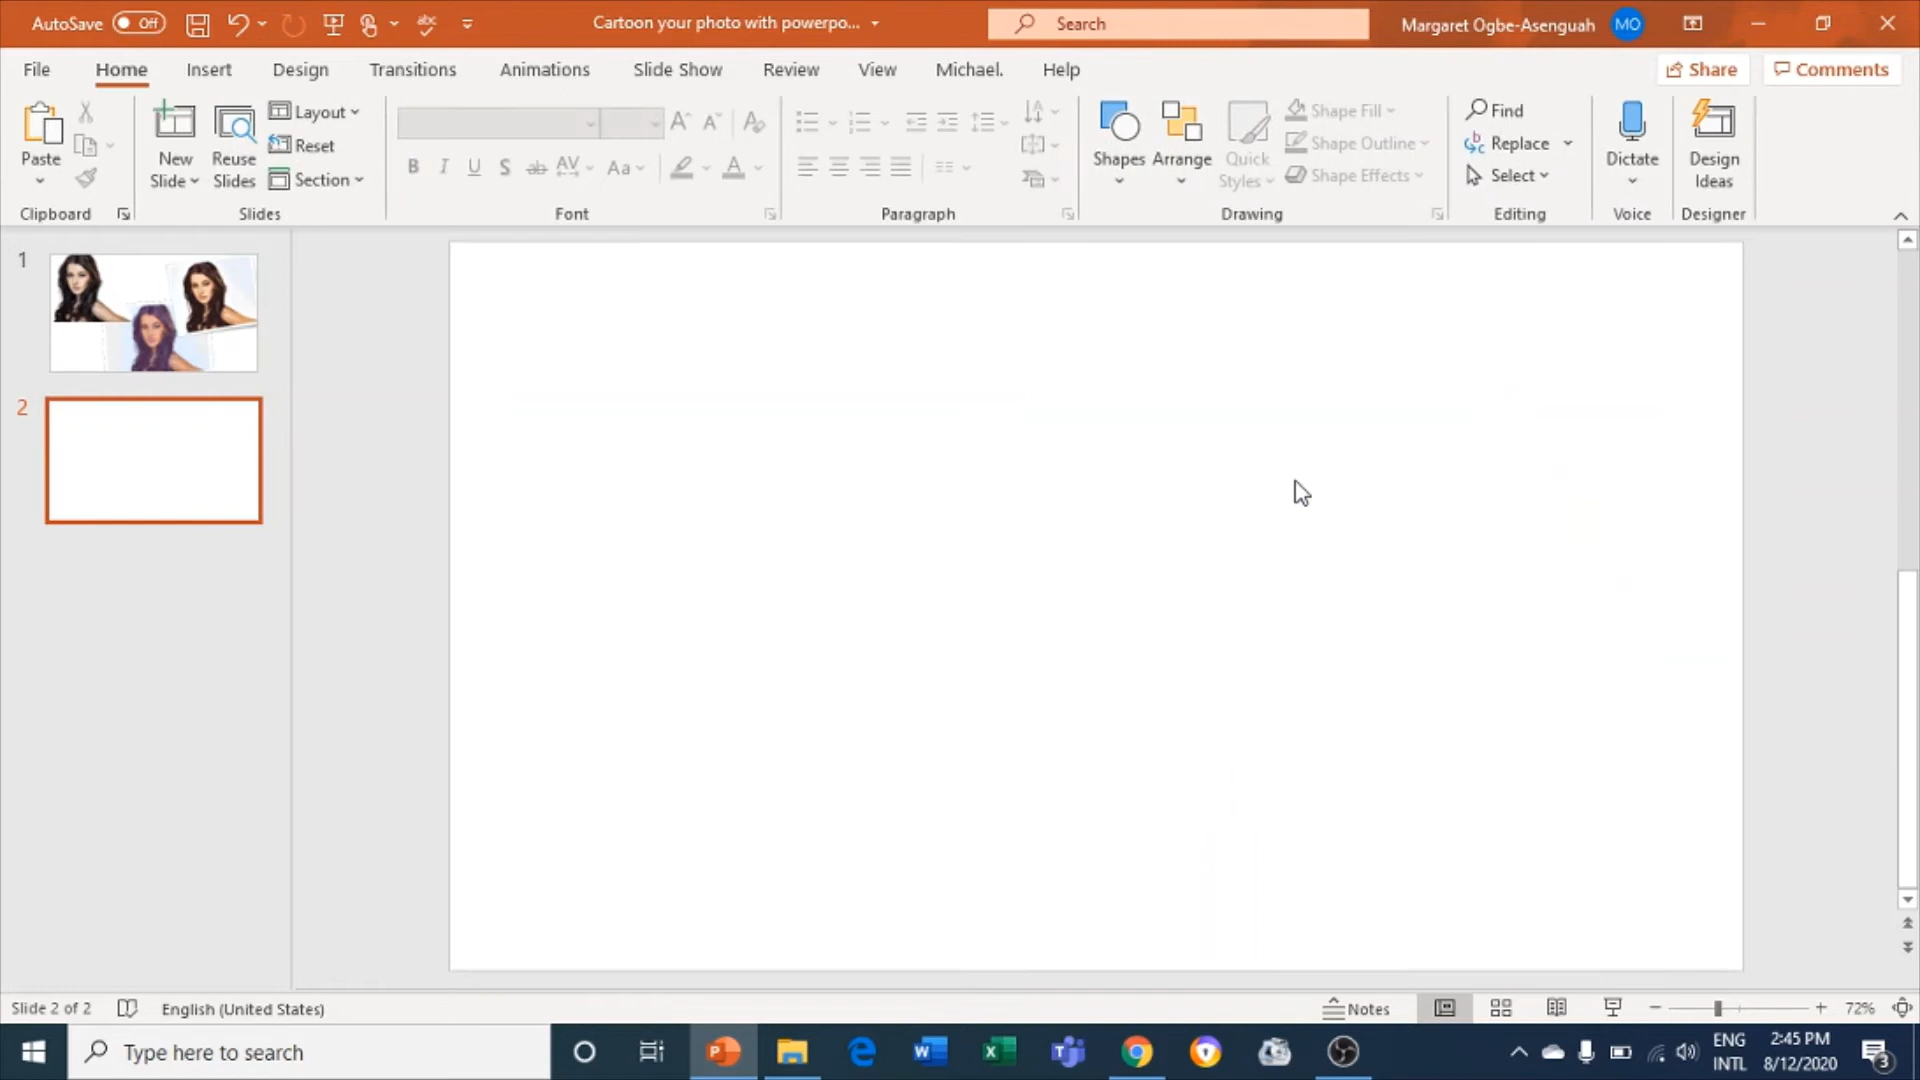 AutoSave Off Cartoon your photo with powerpo... Search Margaret Ogbe-Asenguah MO
File Home Insert Design Transitions Animations Slide Show Review View Michael. Help Share Comments
Paste
New Slide
Reuse Slides
Layout
Reset
Section
B I U S ab AV Aa A
Shapes
Arrange
Quick Styles
Shape Fill
Shape Outline
Shape Effects
Find
Replace
Select
Dictate
Design Ideas
Clipboard Slides Font Paragraph Drawing Editing Voice Designer
1
2
Slide 2 of 2 English (United States) Notes 72%
Type here to search
ENG
INTL
2:45 PM
8/12/2020
3